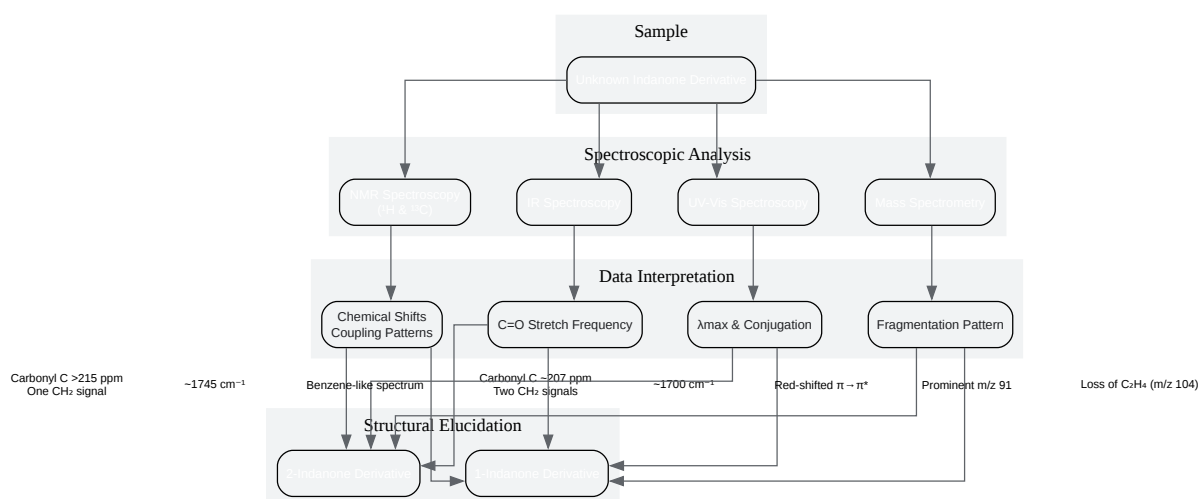 Sample
Unknown Indanone Derivative
Spectroscopic Analysis
NMR Spectroscopy
(¹H & ¹³C)
IR Spectroscopy
UV-Vis Spectroscopy
Mass Spectrometry
Data Interpretation
Chemical Shifts
Coupling Patterns
C=O Stretch Frequency
λmax & Conjugation
Fragmentation Pattern
Carbonyl C >215 ppm
One CH₂ signal
~1745 cm⁻¹
Benzene-like spectrum
Carbonyl C ~207 ppm
Two CH₂ signals
~1700 cm⁻¹
Red-shifted π→π*
Prominent m/z 91
Loss of C₂H₄ (m/z 104)
Structural Elucidation
2-Indanone Derivative
1-Indanone Derivative